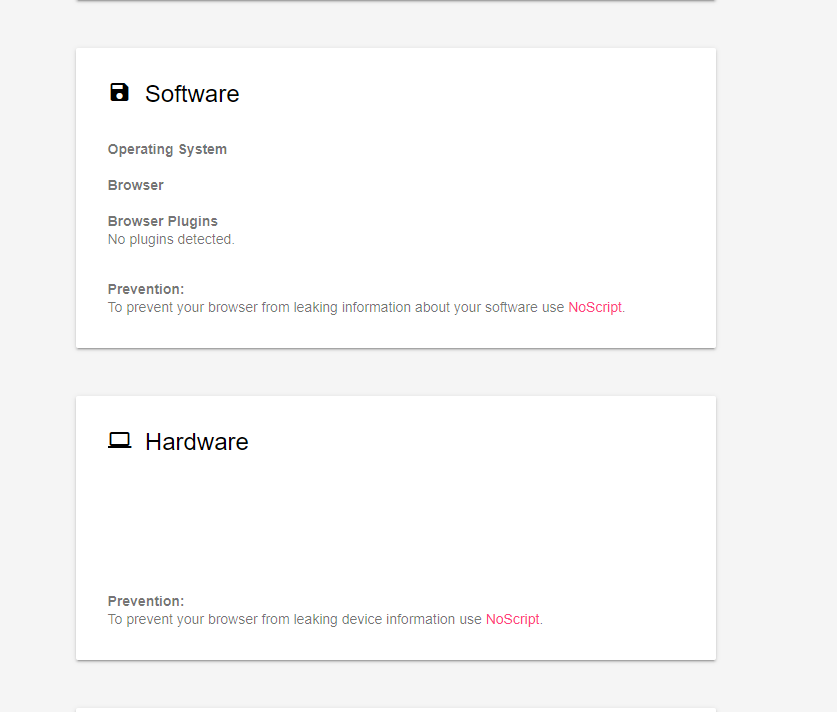 Software
Operating System
Browser
Browser Plugins
No plugins detected.
Prevention:
To prevent your browser from leaking information about your software use NoScript.
Hardware
Prevention:
To prevent your browser from leaking device information use NoScript.